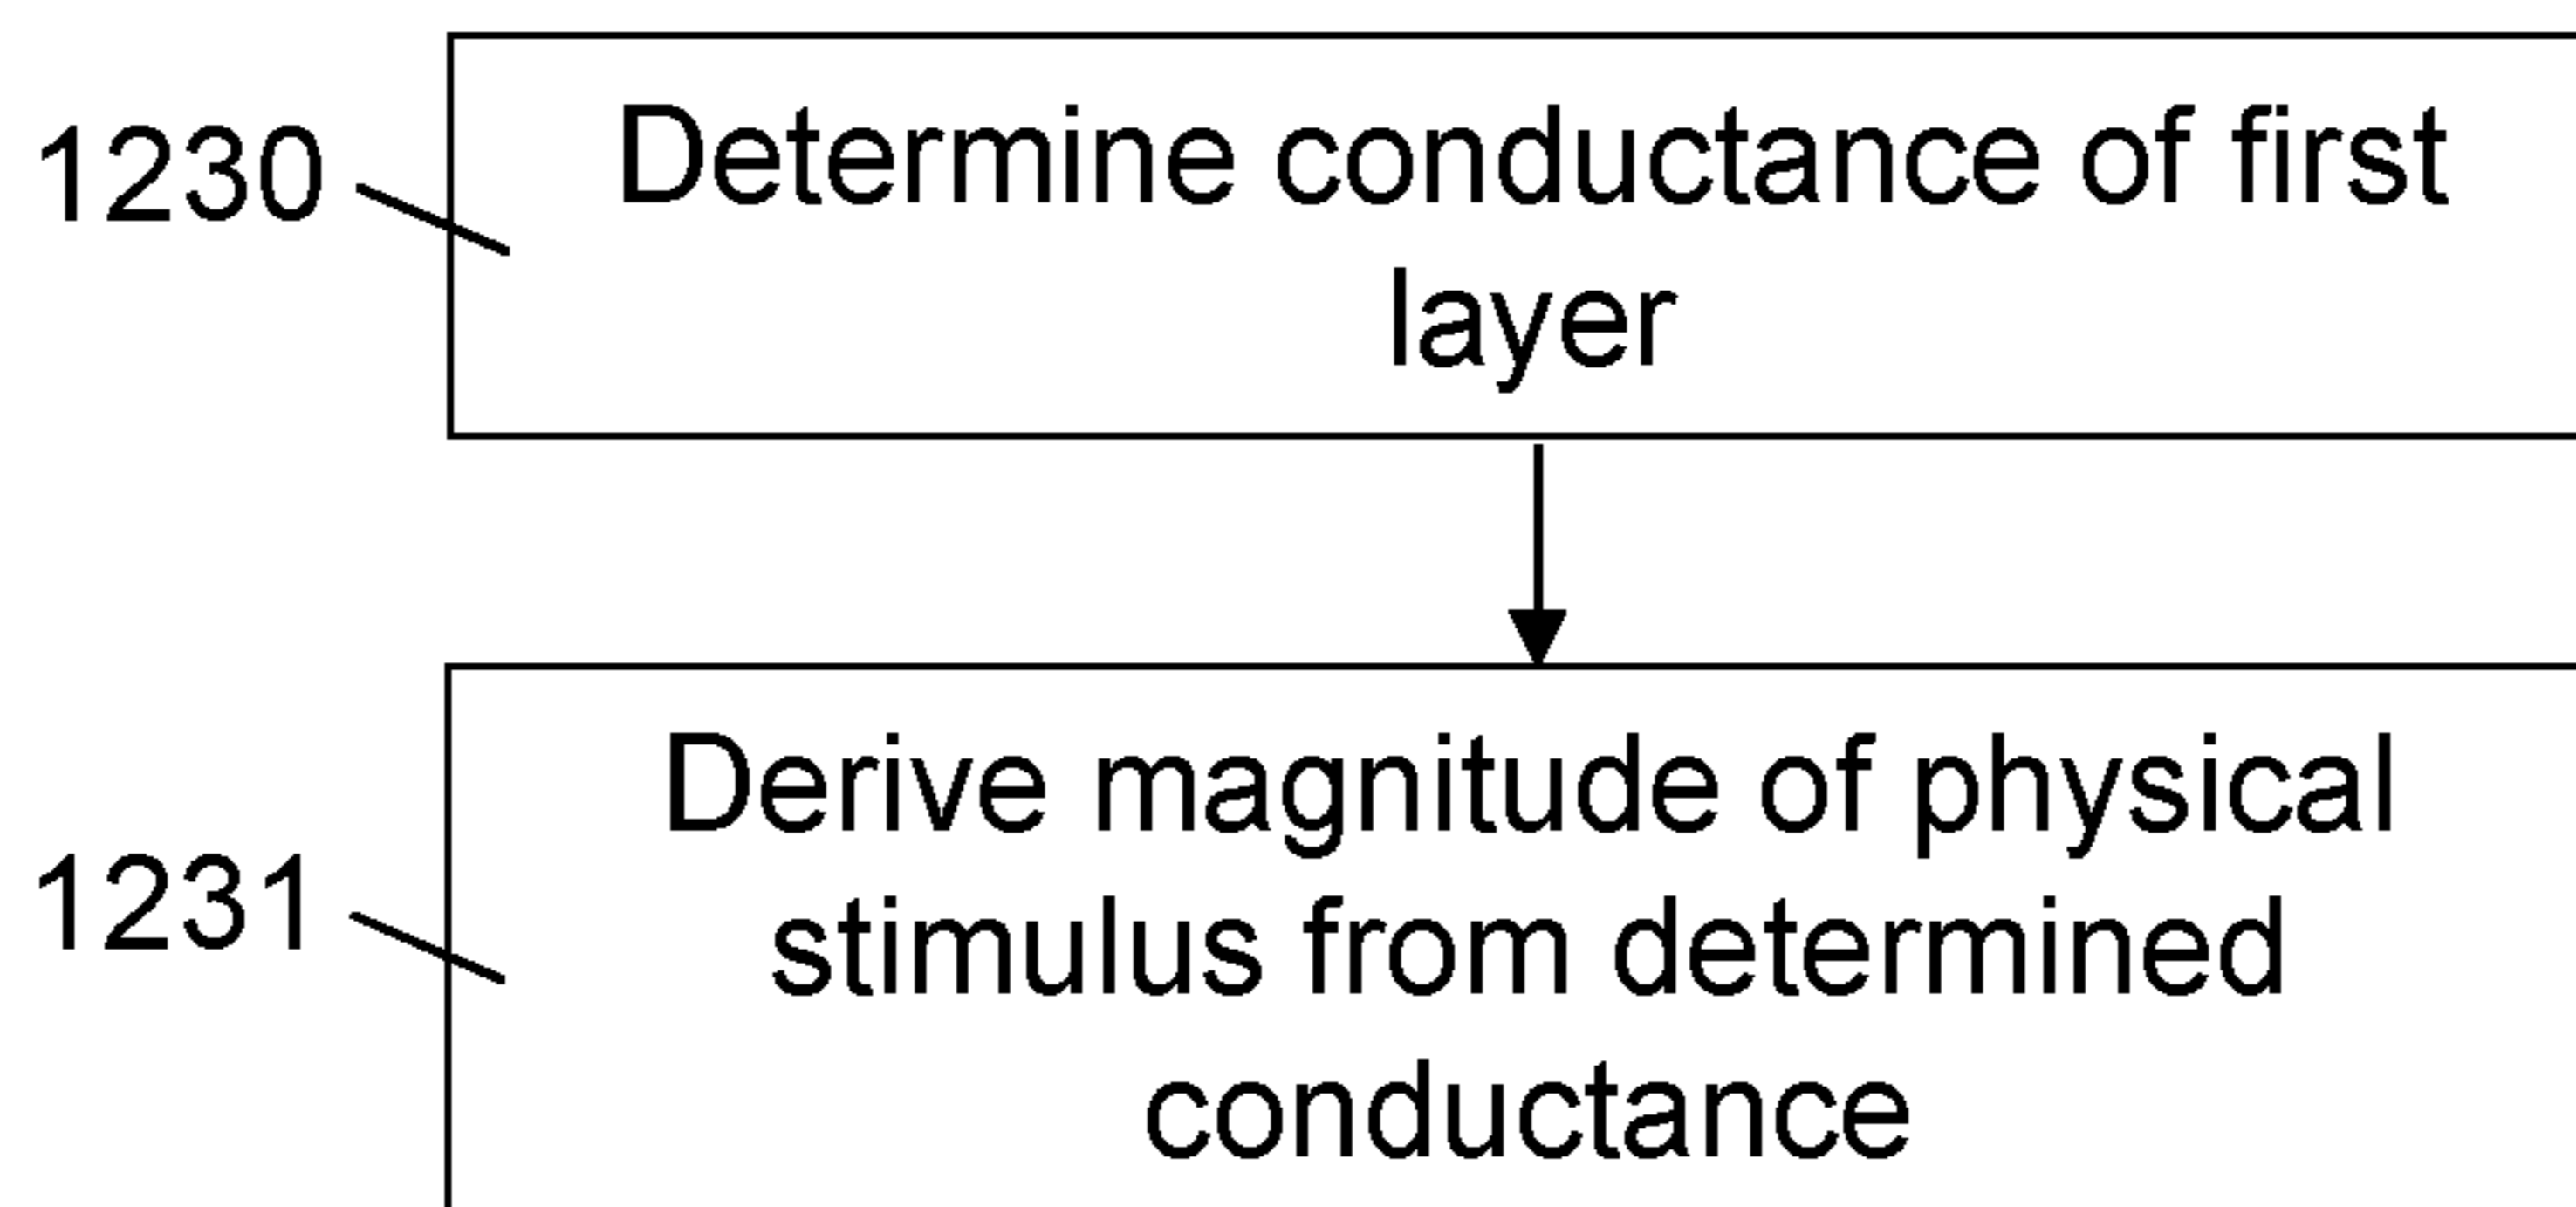 1230
Determine conductance of first
layer
1231
Derive magnitude of physical
stimulus from determined
conductance